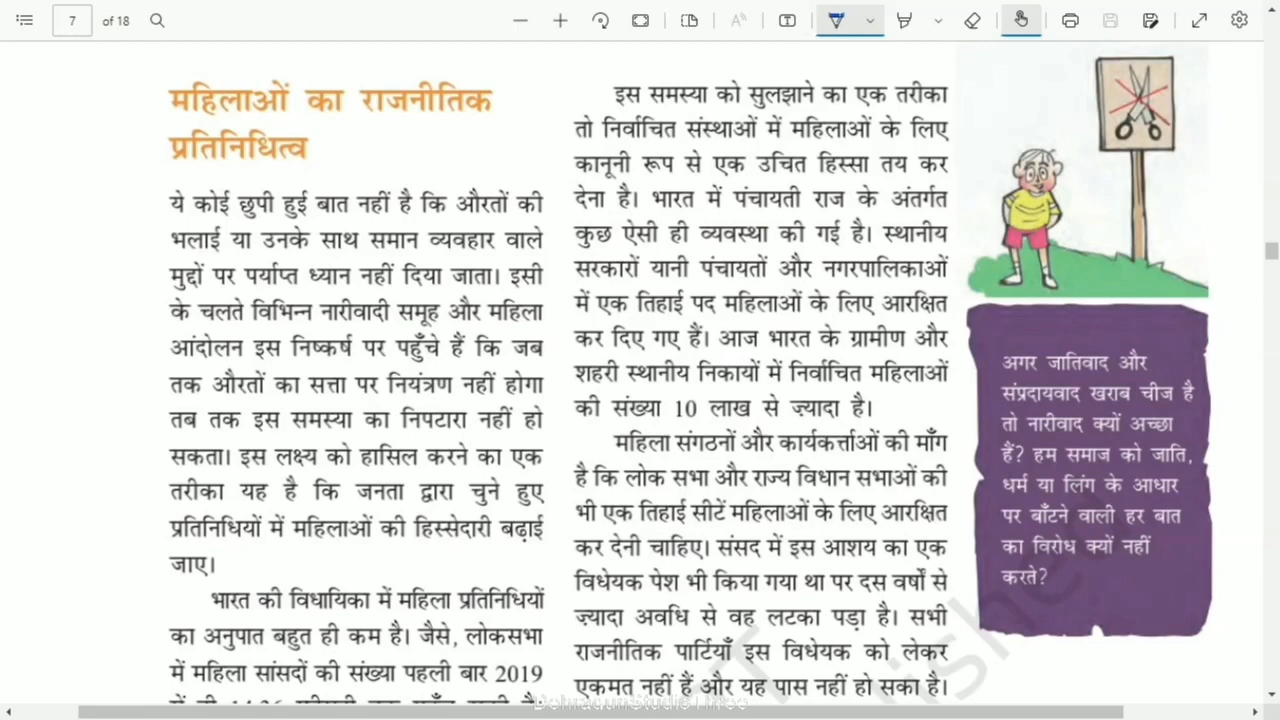 7 of 18
महिलाओं का राजनीतिक
प्रतिनिधित्व
ये कोई छुपी हुई बात नहीं है कि औरतों की
भलाई या उनके साथ समान व्यवहार वाले
मुद्दों पर पर्याप्त ध्यान नहीं दिया जाता। इसी
के चलते विभिन्न नारीवादी समूह और महिला
आंदोलन इस निष्कर्ष पर पहुँचे हैं कि जब
तक औरतों का सत्ता पर नियंत्रण नहीं होगा
तब तक इस समस्या का निपटारा नहीं हो
सकता। इस लक्ष्य को हासिल करने का एक
तरीका यह है कि जनता द्वारा चुने हुए
प्रतिनिधियों में महिलाओं की हिस्सेदारी बढ़ाई
जाए।
भारत की विधायिका में महिला प्रतिनिधियों
का अनुपात बहुत ही कम है। जैसे, लोकसभा
में महिला सांसदों की संख्या पहली बार 2019
इस समस्या को सुलझाने का एक तरीका
तो निर्वाचित संस्थाओं में महिलाओं के लिए
कानूनी रूप से एक उचित हिस्सा तय कर
देना है। भारत में पंचायती राज के अंतर्गत
कुछ ऐसी ही व्यवस्था की गई है। स्थानीय
सरकारों यानी पंचायतों और नगरपालिकाओं
में एक तिहाई पद महिलाओं के लिए आरक्षित
कर दिए गए हैं। आज भारत के ग्रामीण और
शहरी स्थानीय निकायों में निर्वाचित महिलाओं
की संख्या 10 लाख से ज़्यादा है।
महिला संगठनों और कार्यकर्त्ताओं की माँग
है कि लोक सभा और राज्य विधान सभाओं की
भी एक तिहाई सीटें महिलाओं के लिए आरक्षित
कर देनी चाहिए। संसद में इस आशय का एक
विधेयक पेश भी किया गया था पर दस वर्षों से
ज़्यादा अवधि से वह लटका पड़ा है। सभी
राजनीतिक पार्टियाँ इस विधेयक को लेकर
एकमत नहीं हैं और यह पास नहीं हो सका है।
अगर जातिवाद और
संप्रदायवाद खराब चीज है
तो नारीवाद क्यों अच्छा
हैं? हम समाज को जाति,
धर्म या लिंग के आधार
पर बाँटने वाली हर बात
का विरोध क्यों नहीं
करते?